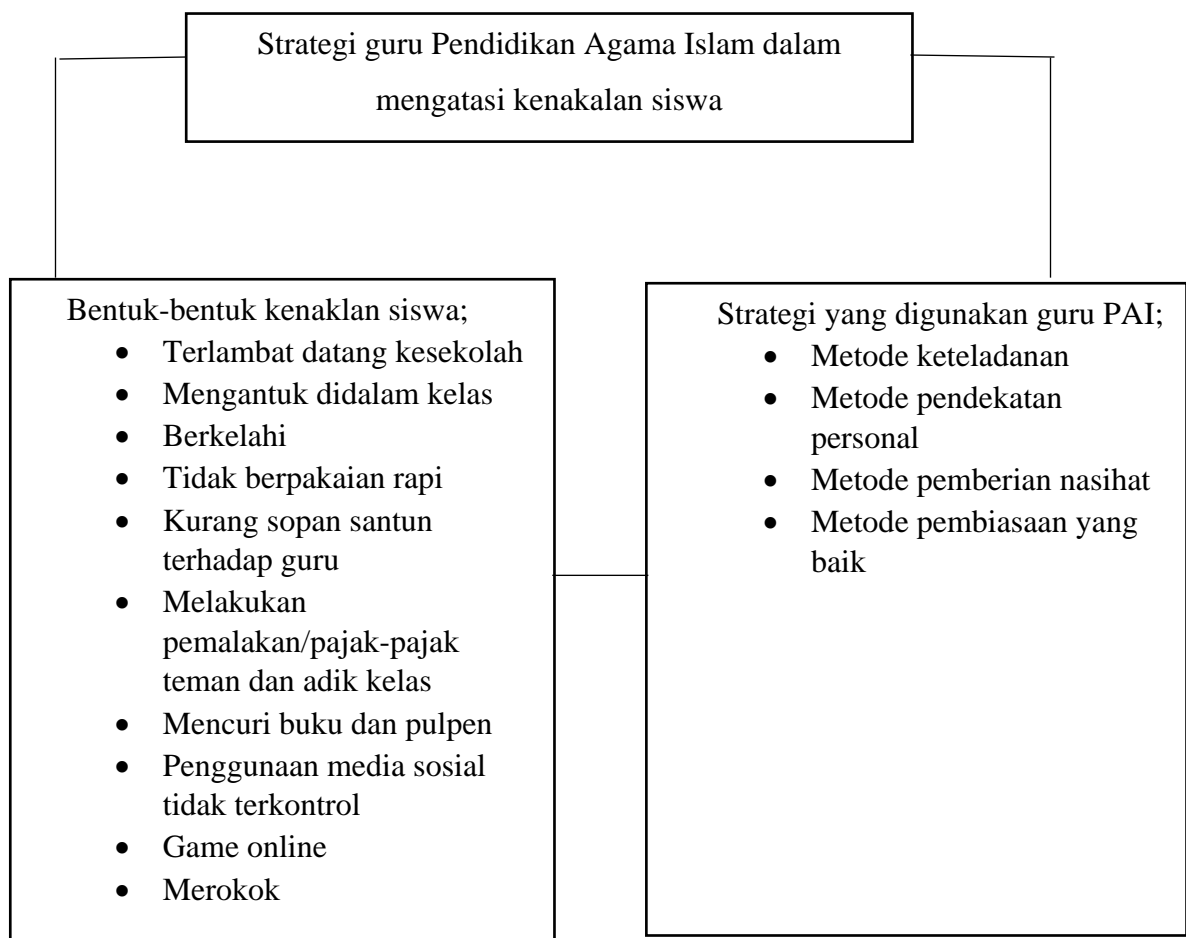 Strategi guru Pendidikan Agama Islam dalam
mengatasi kenakalan siswa
Bentuk-bentuk kenaklan siswa;
• Terlambat datang kesekolah
• Mengantuk didalam kelas
• Berkelahi
• Tidak berpakaian rapi
• Kurang sopan santun
terhadap guru
• Melakukan
pemalakan/pajak-pajak
teman dan adik kelas
• Mencuri buku dan pulpen
• Penggunaan media sosial
tidak terkontrol
• Game online
• Merokok
Strategi yang digunakan guru PAI;
• Metode keteladanan
• Metode pendekatan
personal
• Metode pemberian nasihat
• Metode pembiasaan yang
baik